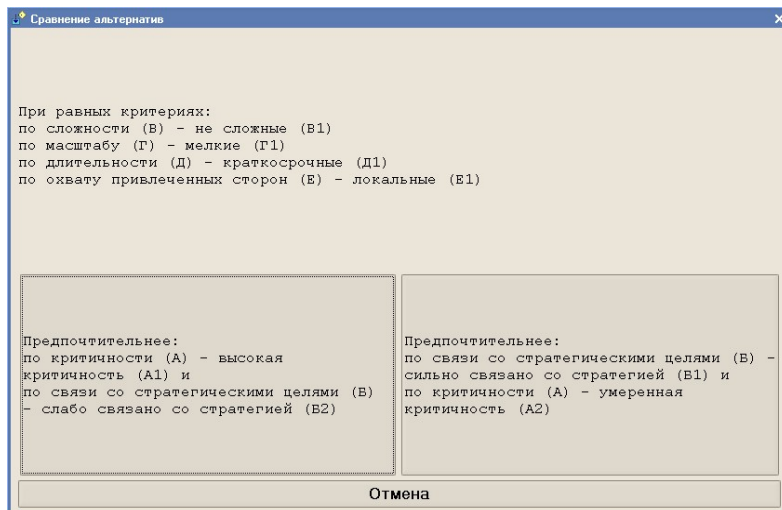 Сравнение альтернатив
При равных критериях:
по сложности (В) - не сложные (В1)
по масштабу (Г) - мелкие (Г1)
по длительности (Д) - краткосрочные (Д1)
по охвату привлеченных сторон (Е) - локальные (Е1)
Предпочтительнее:
по критичности (А) - высокая
критичность (А1) и
по связи со стратегическими целями (Б)
- слабо связано со стратегией (Б2)
Предпочтительнее:
по связи со стратегическими целями (Б) -
сильно связано со стратегией (Б1) и
по критичности (А) - умеренная
критичность (А2)
Отмена